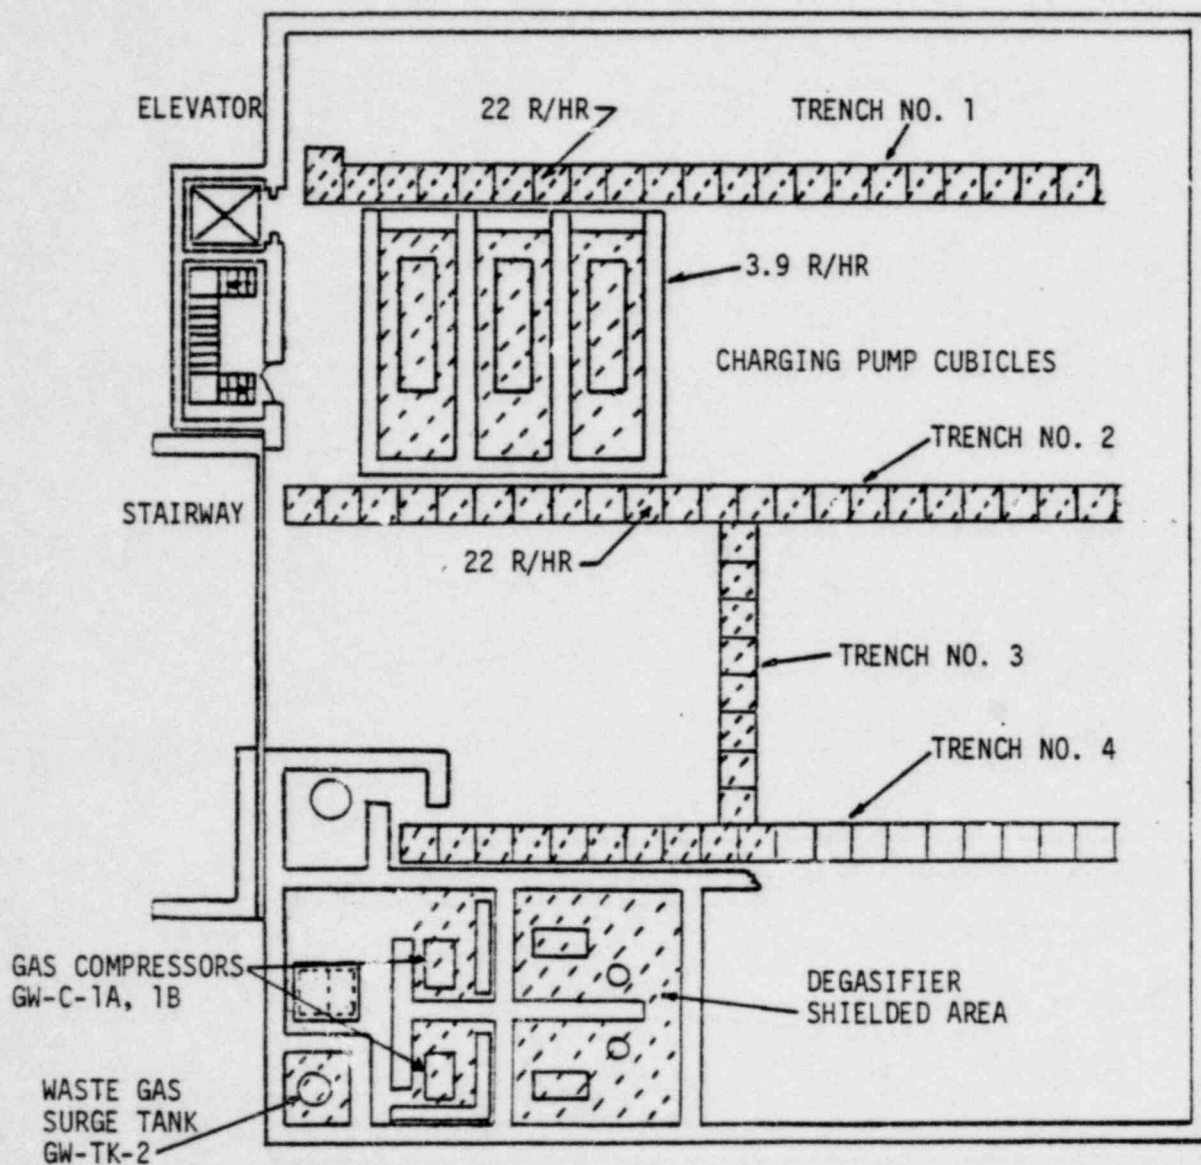 ELEVATOR
22 R/HR
TRENCH NO. 1
3.9 R/HR
CHARGING PUMP CUBICLES
TRENCH NO. 2
STAIRWAY
22 R/HR
TRENCH NO. 3
TRENCH NO. 4
GAS COMPRESSORS
GW-C-1A, 1B
DEGASIFIER
SHIELDED AREA
WASTE GAS
SURGE TANK
GW-TK-2